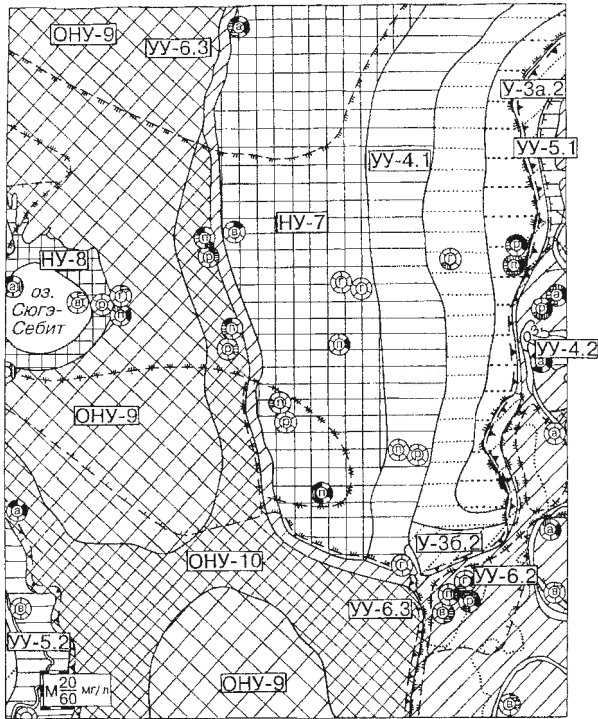 ОНУ-9
УУ-6.3
У-3а.2
УУ-5.1
УУ-4.1
НУ-7
НУ-8
оз.
Сюгэ-
Себит
УУ-4.2
ОНУ-9
ОНУ-10
У-3б.2
УУ-6.2
УУ-6.3
УУ-5.2
ОНУ-9
М 20/60 мг/л